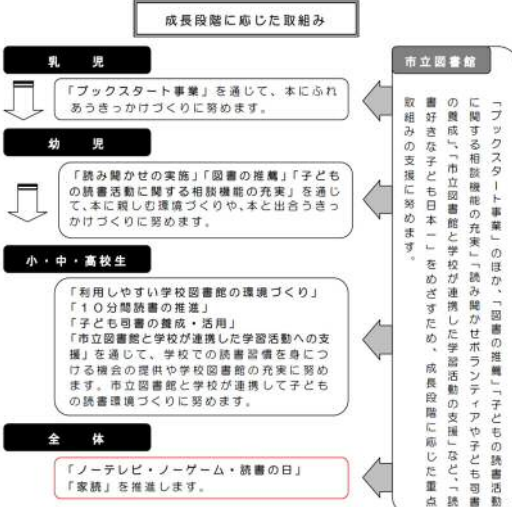 成長段階に応じた取組み
乳　児
「ブックスタート事業」を通じて、本にふれ
あうきっかけづくりに努めます。
幼　児
「読み聞かせの実施」「図書の推薦」「子ども
の読書活動に関する相談機能の充実」を通じ
て、本に親しむ環境づくりや、本と出合うきっ
かけづくりに努めます。
小・中・高校生
「利用しやすい学校図書館の環境づくり」
「１０分間読書の推進」
「子ども司書の養成・活用」
「市立図書館と学校が連携した学習活動への支
援」を通じて、学校での読書習慣を身につ
ける機会の提供や学校図書館の充実に努め
ます。市立図書館と学校が連携して子ども
の読書環境づくりに努めます。
全　体
「ノーテレビ・ノーゲーム・読書の日」
「家読」を推進します。
市立図書館
「ブックスタート事業」のほか、「図書の推薦」「子どもの読書活動
に関する相談機能の充実」「読み聞かせボランティアや子ども司書
の養成」、「市立図書館と学校が連携した学習活動の支援」など、「読
書好きな子ども日本一」をめざすため、成長段階に応じた重点
取組みの支援に努めます。